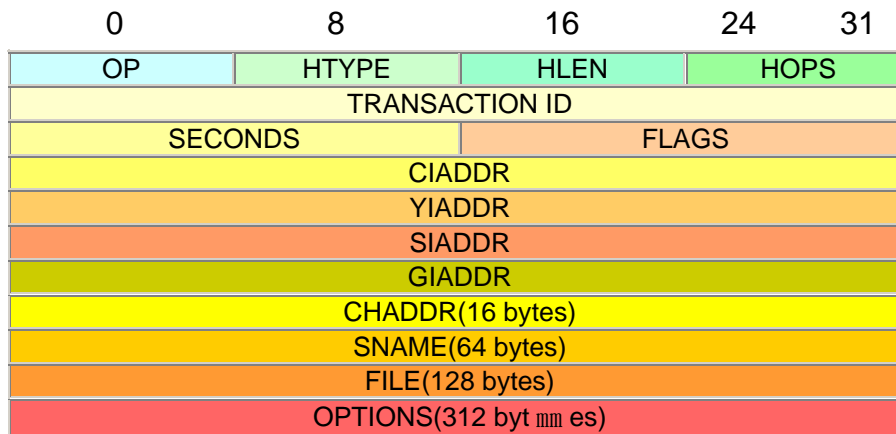 0 8 16 24 31
OP HTYPE HLEN HOPS
TRANSACTION ID
SECONDS FLAGS
CIADDR
YIADDR
SIADDR
GIADDR
CHADDR(16 bytes)
SNAME(64 bytes)
FILE(128 bytes)
OPTIONS(312 byt ㎜ es)